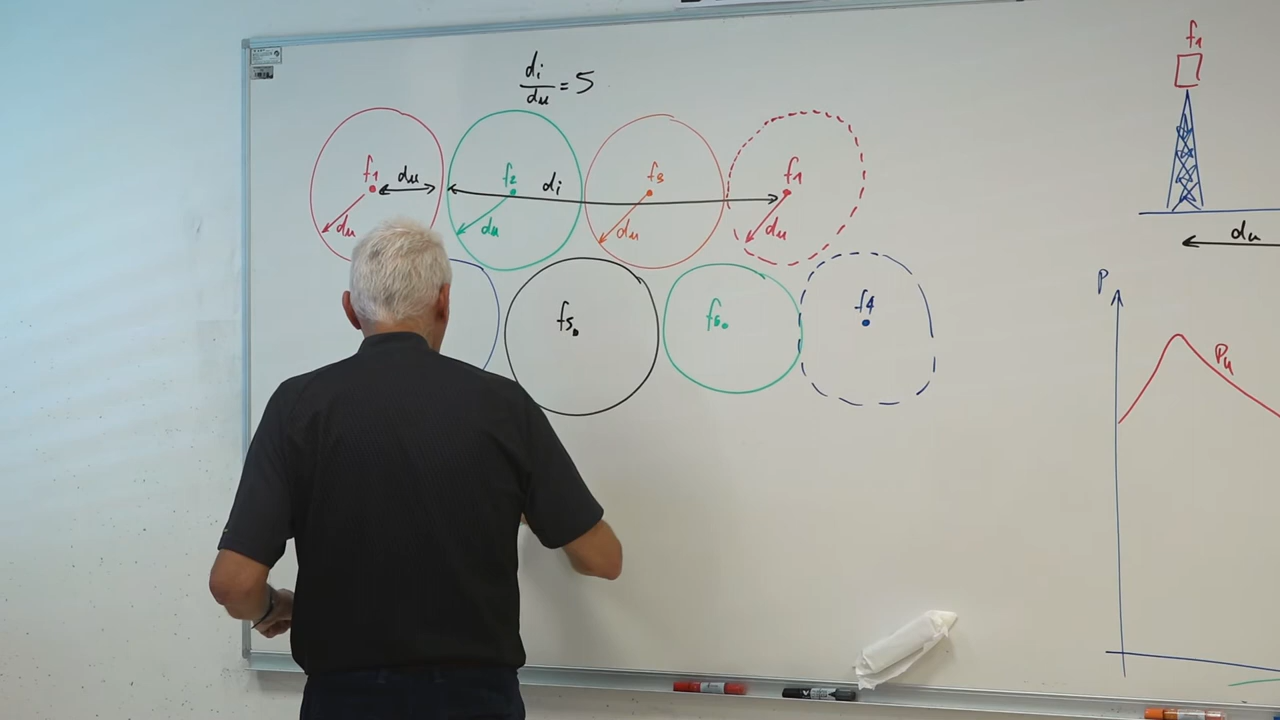 di
du = 5
f1 du f2 di f3 f1
du du du du
f5 f6 f4
f1
du
P
Pu